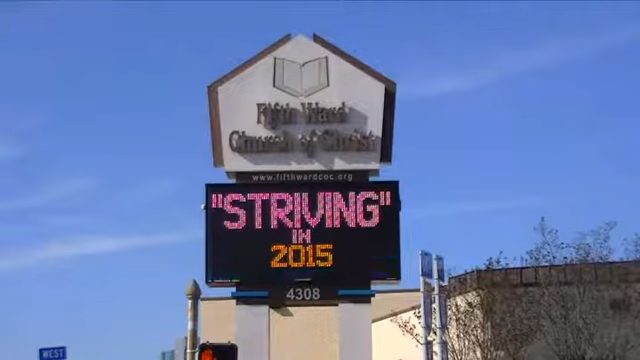 Fifth Ward
Church of Christ
www.fifthwardcoc.org
"STRIVING"
IN
2015
4308
WEST